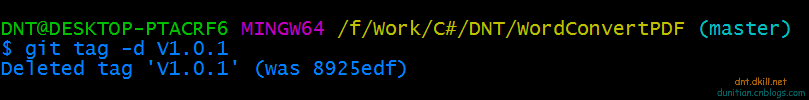 DNT@DESKTOP-PTACRF6 MINGW64 /f/Work/C#/DNT/WordConvertPDF (master)
$ git tag -d V1.0.1
Deleted tag 'V1.0.1' (was 8925edf)
dnt.dkill.net
dunitian.cnblogs.com